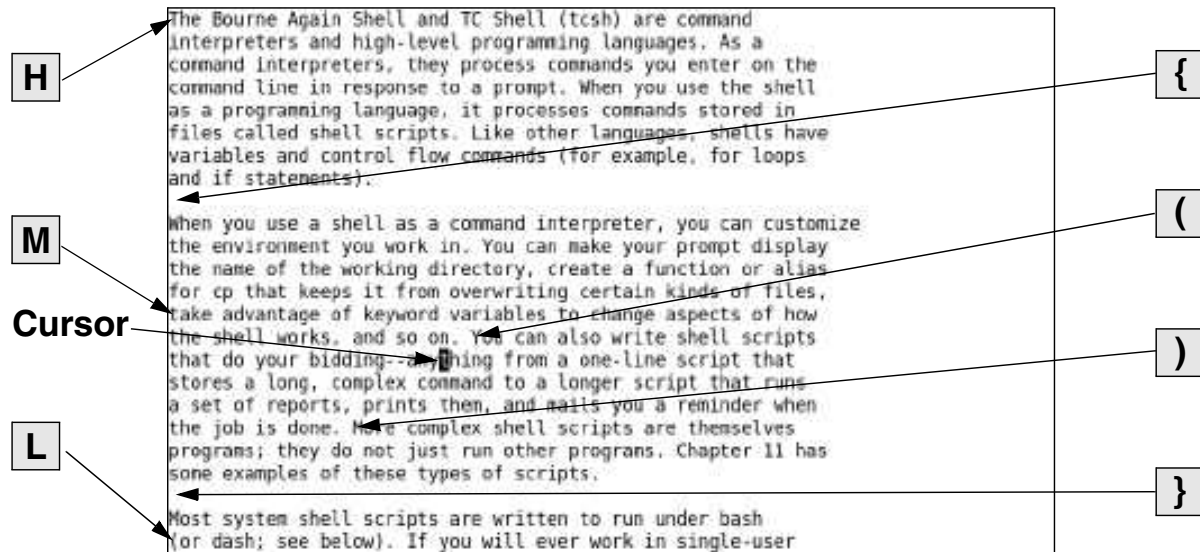 The Bourne Again Shell and TC Shell (tcsh) are command
interpreters and high-level programming languages. As a
command interpreters, they process commands you enter on the
command line in response to a prompt. When you use the shell
as a programming language, it processes commands stored in
files called shell scripts. Like other languages, shells have
variables and control flow commands (for example, for loops
and if statements).
When you use a shell as a command interpreter, you can customize
the environment you work in. You can make your prompt display
the name of the working directory, create a function or alias
for cp that keeps it from overwriting certain kinds of files,
take advantage of keyword variables to change aspects of how
the shell works, and so on. You can also write shell scripts
that do your bidding--anything from a one-line script that
stores a long, complex command to a longer script that runs
a set of reports, prints them, and mails you a reminder when
the job is done. More complex shell scripts are themselves
programs; they do not just run other programs. Chapter 11 has
some examples of these types of scripts.
Most system shell scripts are written to run under bash
(or dash; see below). If you will ever work in single-user
H
M
Cursor
L
{
(
)
}